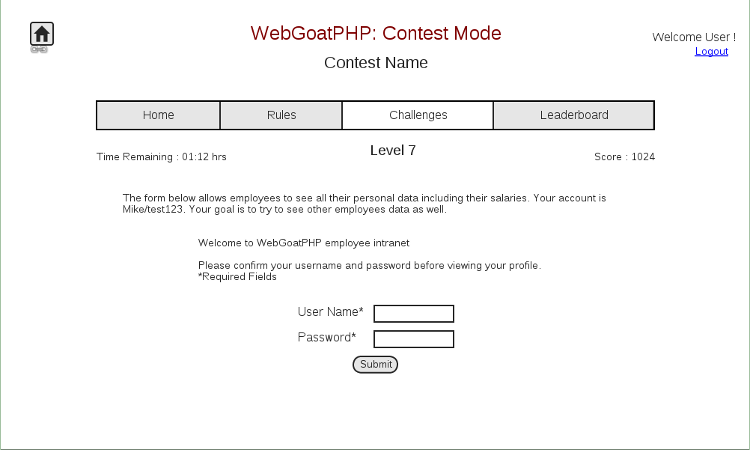 WebGoatPHP: Contest Mode
Welcome User !
Logout
Contest Name
Home Rules Challenges Leaderboard
Time Remaining : 01:12 hrs
Level 7
Score : 1024
The form below allows employees to see all their personal data including their salaries. Your account is
Mike/test123. Your goal is to try to see other employees data as well.
Welcome to WebGoatPHP employee intranet
Please confirm your username and password before viewing your profile.
*Required Fields
User Name*
Password*
Submit